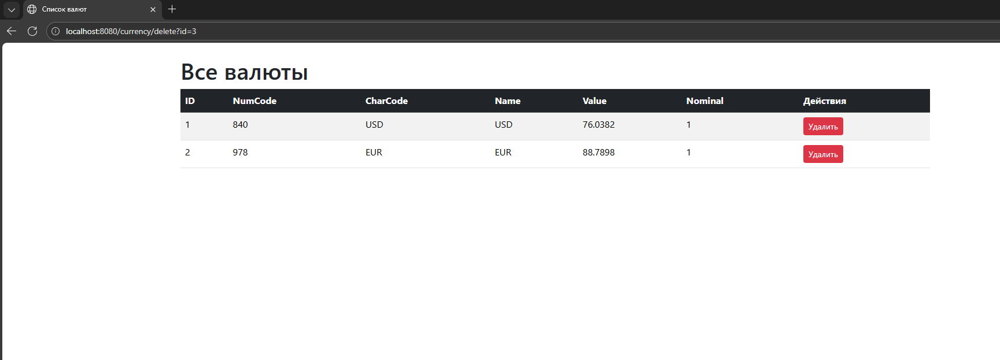 Список валют
localhost:8080/currency/delete?id=3
Все валюты
ID NumCode CharCode Name Value Nominal Действия
1 840 USD USD 76.0382 1 Удалить
2 978 EUR EUR 88.7898 1 Удалить